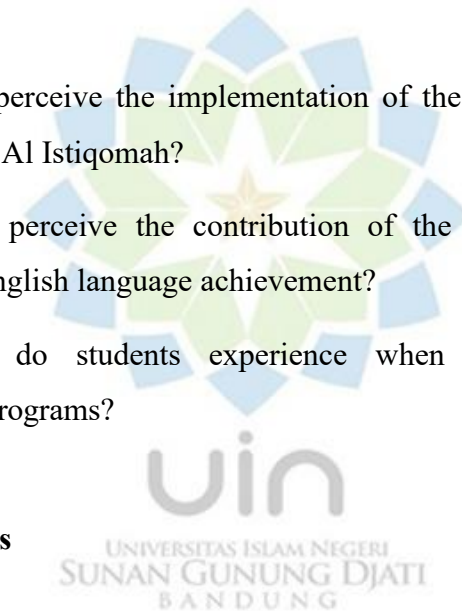 perceive the implementation of the
Al Istiqomah?
perceive the contribution of the
nglish language achievement?
do students experience when
rograms?
uin
s
UNIVERSITAS ISLAM NEGERI
SUNAN GUNUNG DJATI
BANDUNG